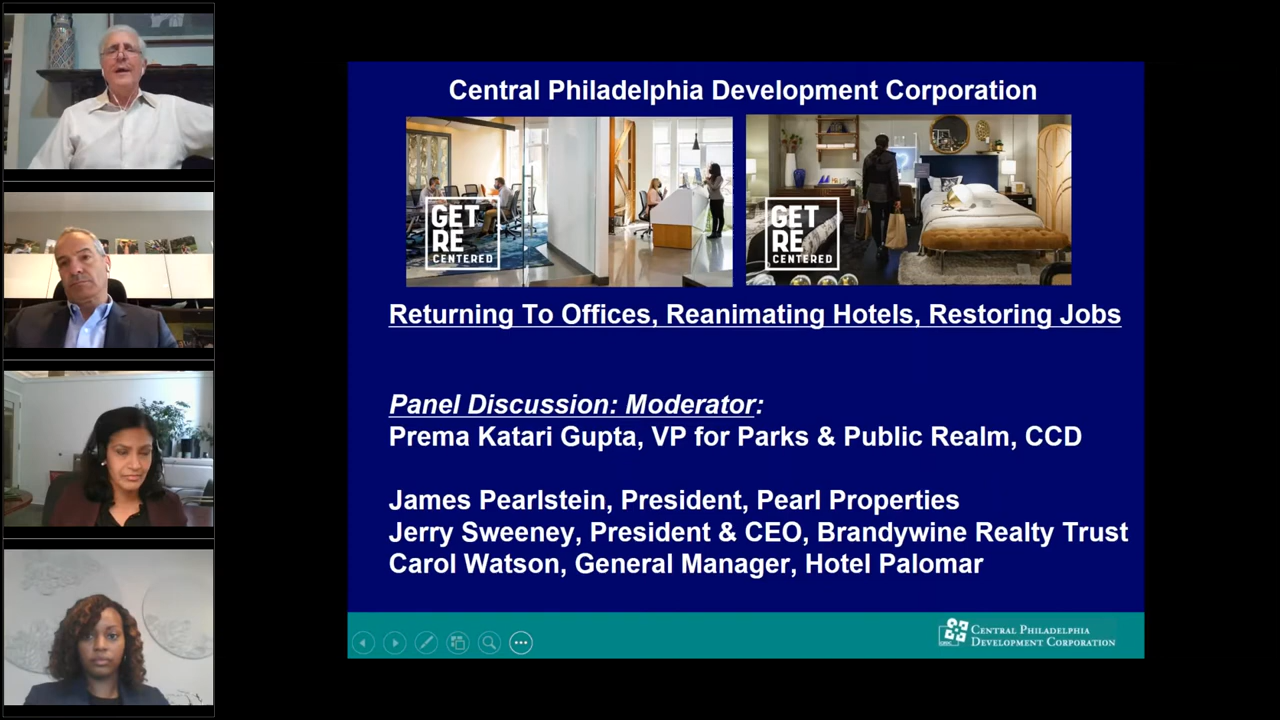 Central Philadelphia Development Corporation
GET
RE
CENTERED
GET
RE
CENTERED
Returning To Offices, Reanimating Hotels, Restoring Jobs
Panel Discussion: Moderator:
Prema Katari Gupta, VP for Parks & Public Realm, CCD
James Pearlstein, President, Pearl Properties
Jerry Sweeney, President & CEO, Brandywine Realty Trust
Carol Watson, General Manager, Hotel Palomar
CENTRAL PHILADELPHIA
DEVELOPMENT CORPORATION